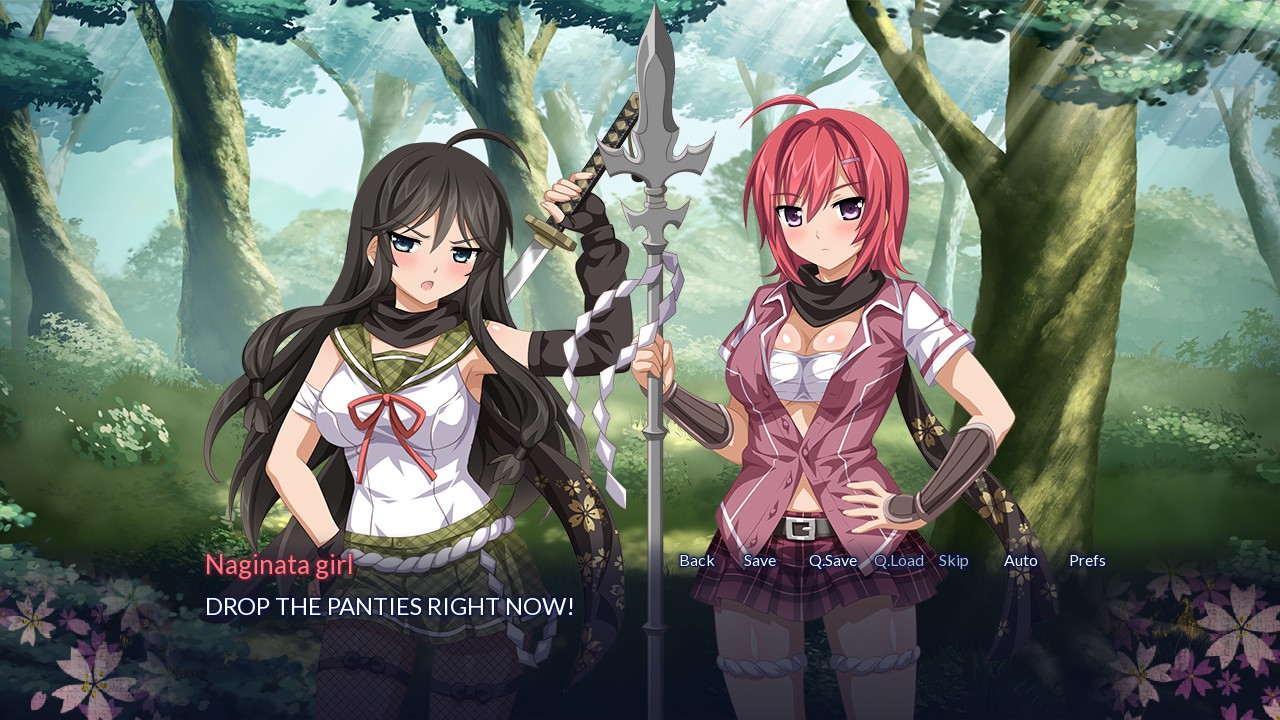 Naginata girl
Back Save Q.Save Q.Load Skip Auto Prefs
DROP THE PANTIES RIGHT NOW!